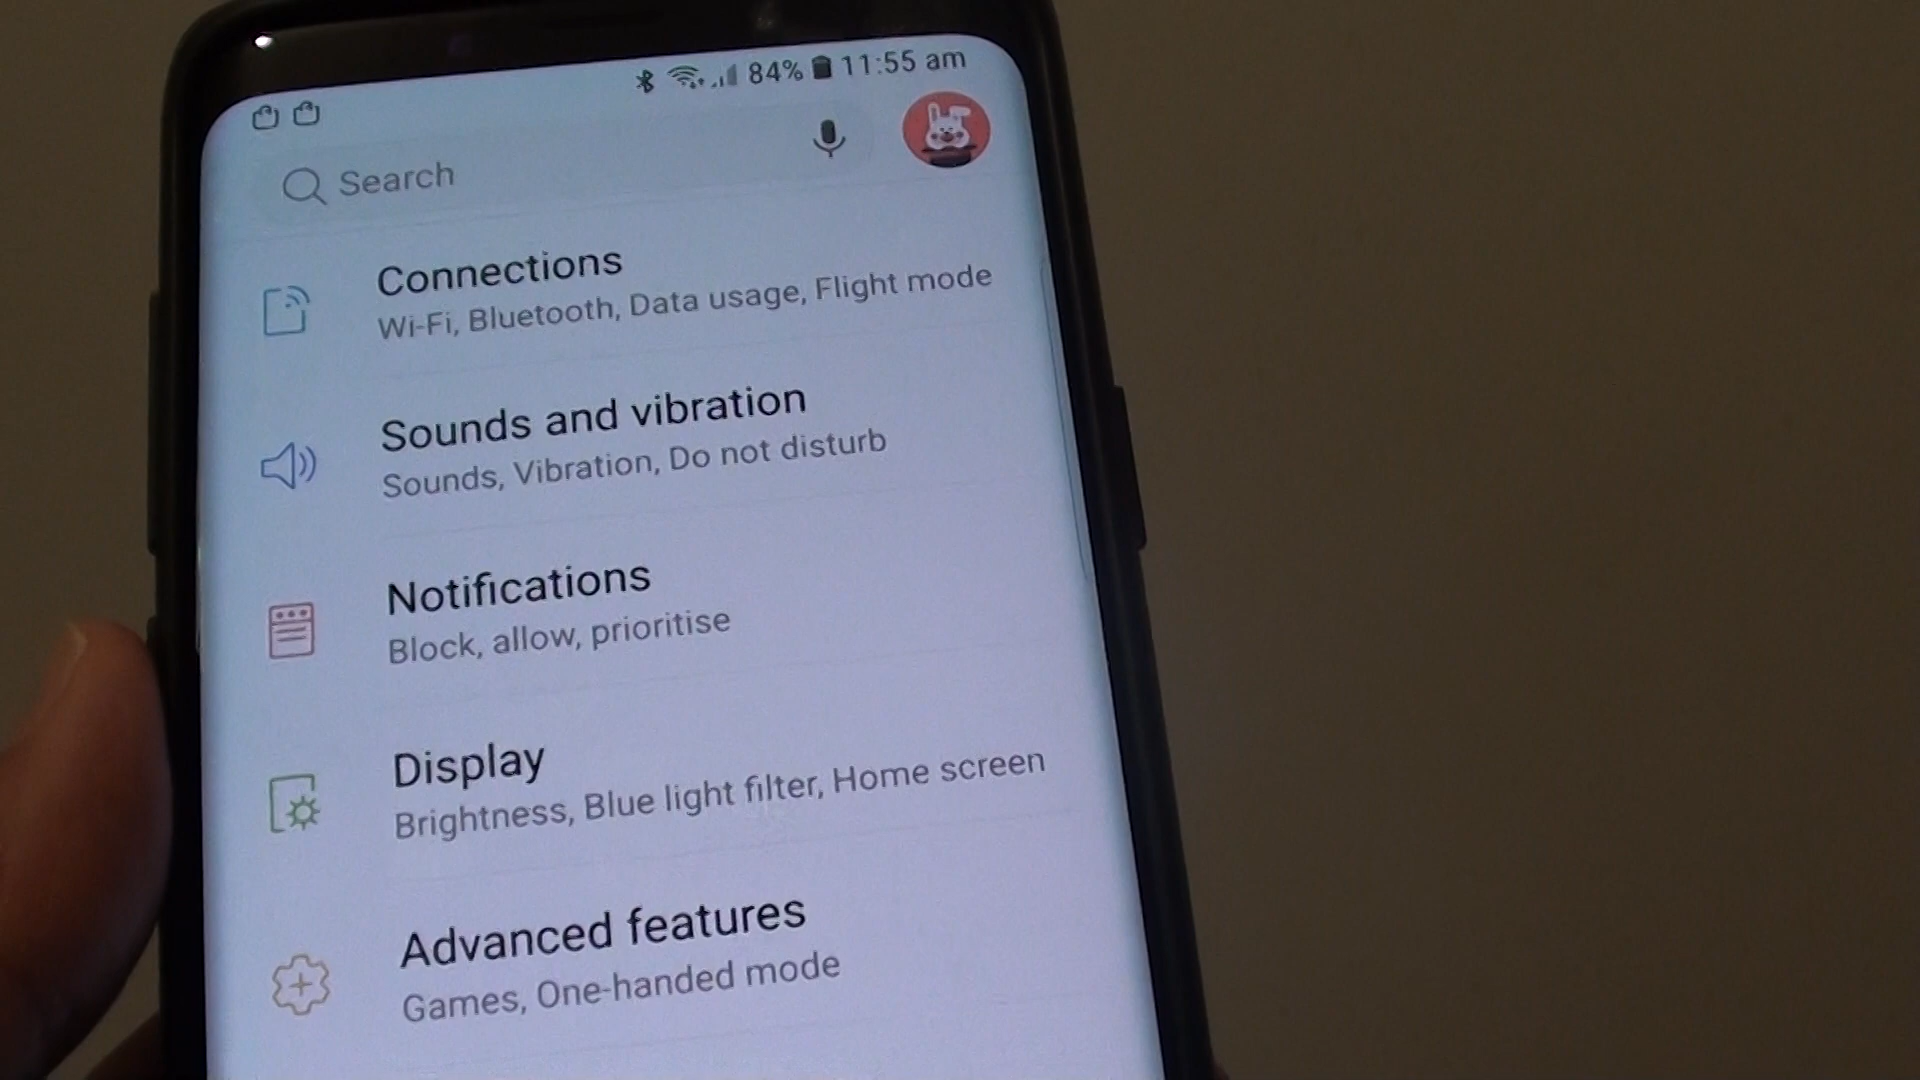 84% 11:55 am
Search
Connections
Wi-Fi, Bluetooth, Data usage, Flight mode
Sounds and vibration
Sounds, Vibration, Do not disturb
Notifications
Block, allow, prioritise
Display
Brightness, Blue light filter, Home screen
Advanced features
Games, One-handed mode